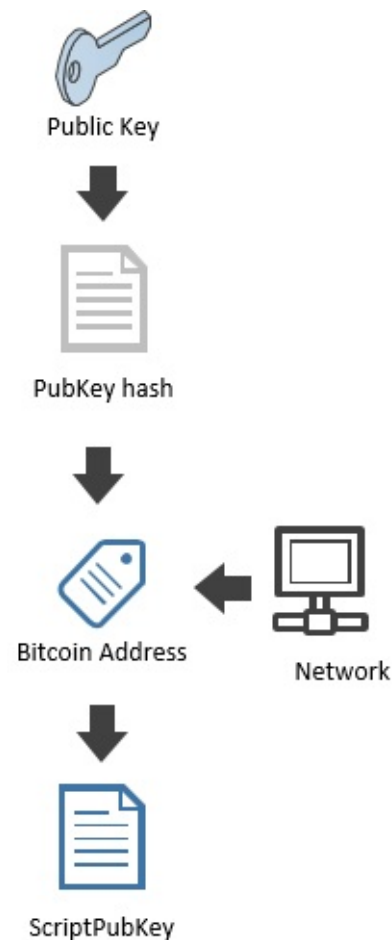 Public Key
PubKey hash
Bitcoin Address
Network
ScriptPubKey